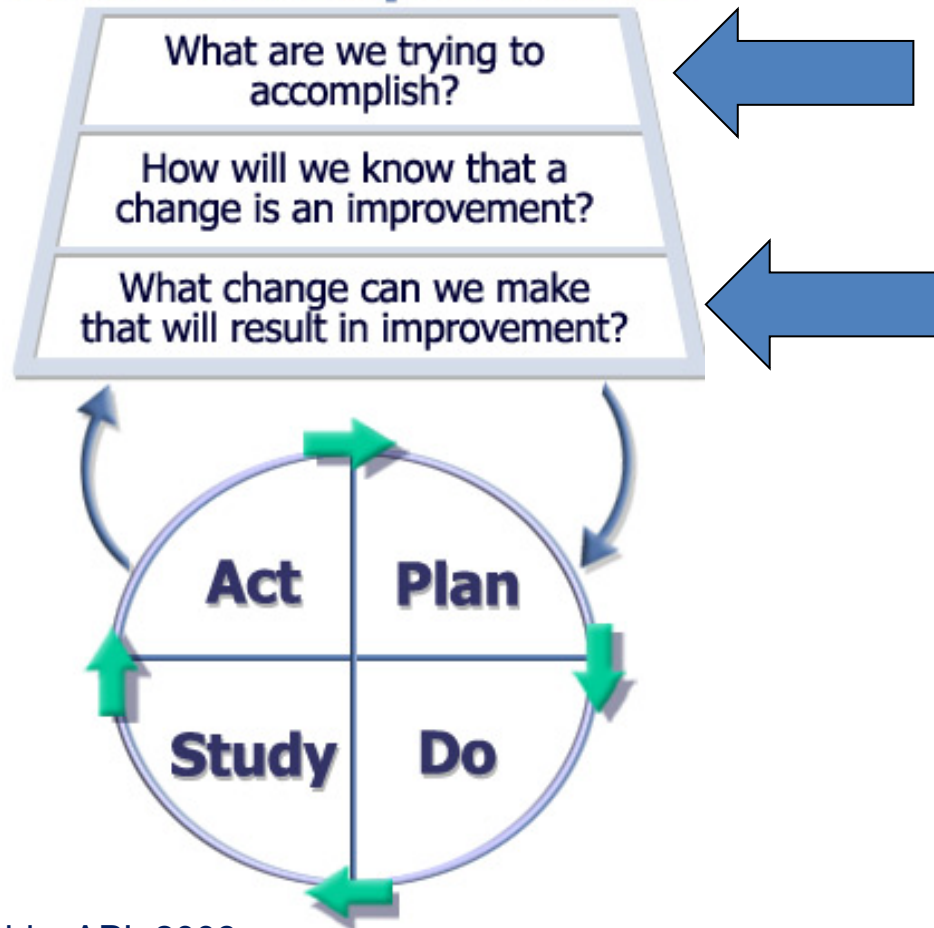 What are we trying to
accomplish?
How will we know that a
change is an improvement?
What change can we make
that will result in improvement?
Act Plan
Study Do